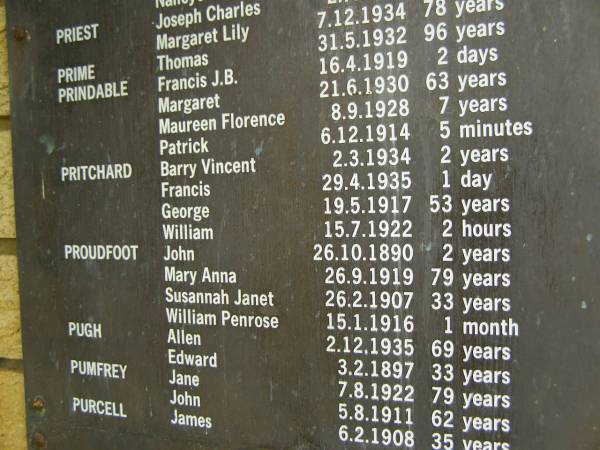 PRIEST Joseph Charles
Margaret Lily 7.12.1934 78 years
PRIME Thomas 31.5.1932 96 years
PRINDABLE Francis J.B. 16.4.1919 2 days
Margaret 21.6.1930 63 years
Maureen Florence 8.9.1928 7 years
Patrick 6.12.1914 5 minutes
PRITCHARD Barry Vincent 2.3.1934 2 years
Francis 29.4.1935 1 day
George 19.5.1917 53 years
William 15.7.1922 2 hours
PROUDFOOT John 26.10.1890 2 years
Mary Anna 26.9.1919 79 years
Susannah Janet 26.2.1907 33 years
William Penrose 15.1.1916 1 month
PUGH Allen 2.12.1935 69 years
Edward 3.2.1897 33 years
PUMFREY Jane 7.8.1922 79 years
John 5.8.1911 62 years
PURCELL James 6.2.1908 35 years